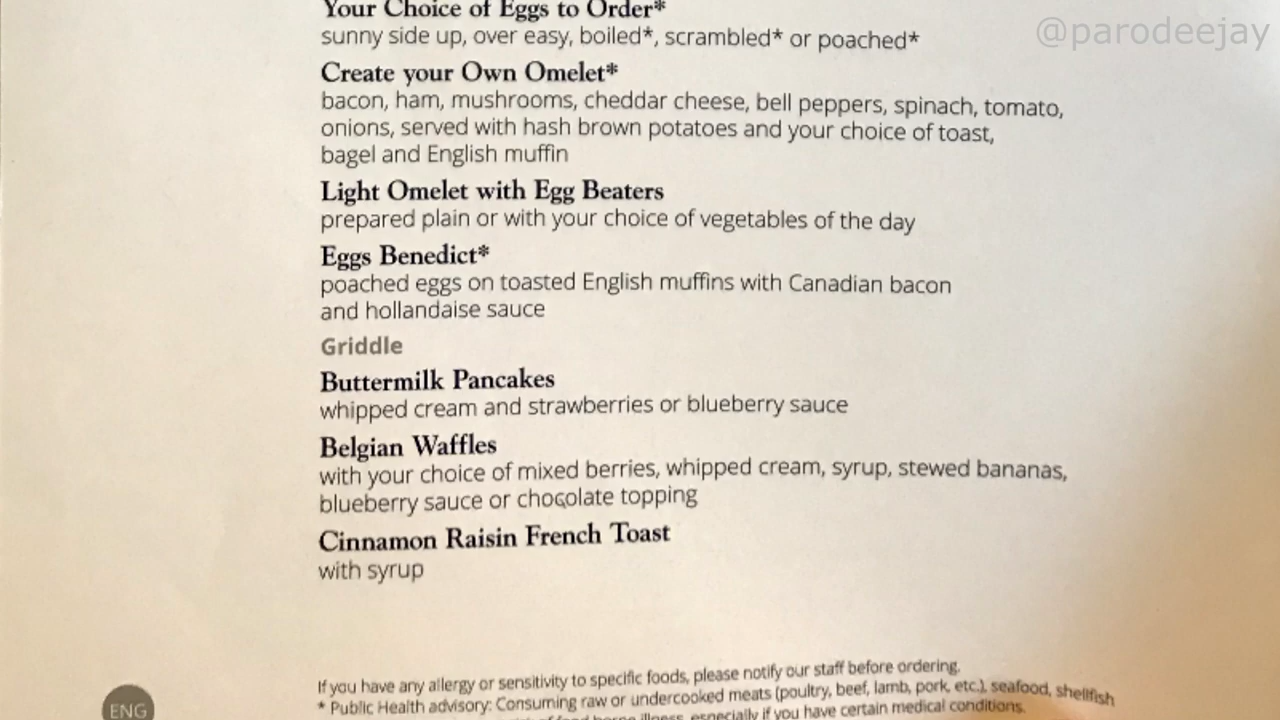 @parodeejay
Your Choice of Eggs to Order*
sunny side up, over easy, boiled*, scrambled* or poached*
Create your Own Omelet*
bacon, ham, mushrooms, cheddar cheese, bell peppers, spinach, tomato,
onions, served with hash brown potatoes and your choice of toast,
bagel and English muffin
Light Omelet with Egg Beaters
prepared plain or with your choice of vegetables of the day
Eggs Benedict*
poached eggs on toasted English muffins with Canadian bacon
and hollandaise sauce
Griddle
Buttermilk Pancakes
whipped cream and strawberries or blueberry sauce
Belgian Waffles
with your choice of mixed berries, whipped cream, syrup, stewed bananas,
blueberry sauce or chocolate topping
Cinnamon Raisin French Toast
with syrup
If you have any allergy or sensitivity to specific foods, please notify our staff before ordering.
* Public Health advisory: Consuming raw or undercooked meats (poultry, beef, lamb, pork, etc.), seafood, shellfish
illness, especially if you have certain medical conditions.
ENG